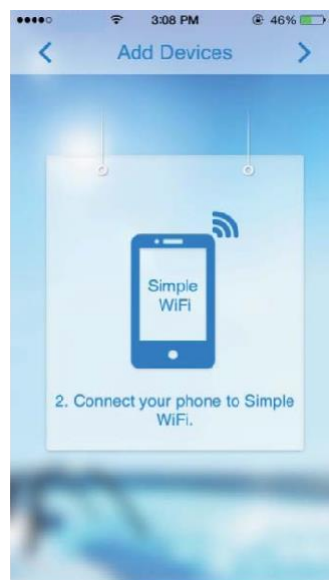 3:08 PM
46%
Add Devices
Simple
WiFi
2. Connect your phone to Simple
WiFi.